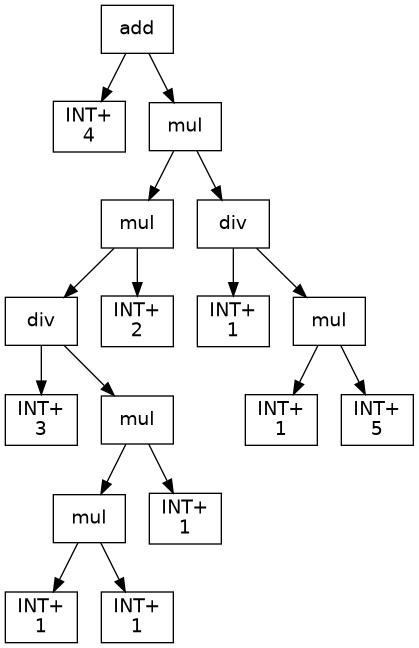 add
INT+
4
mul
mul
div
div
INT+
2
INT+
1
mul
INT+
3
mul
INT+
1
INT+
5
mul
INT+
1
INT+
1
INT+
1